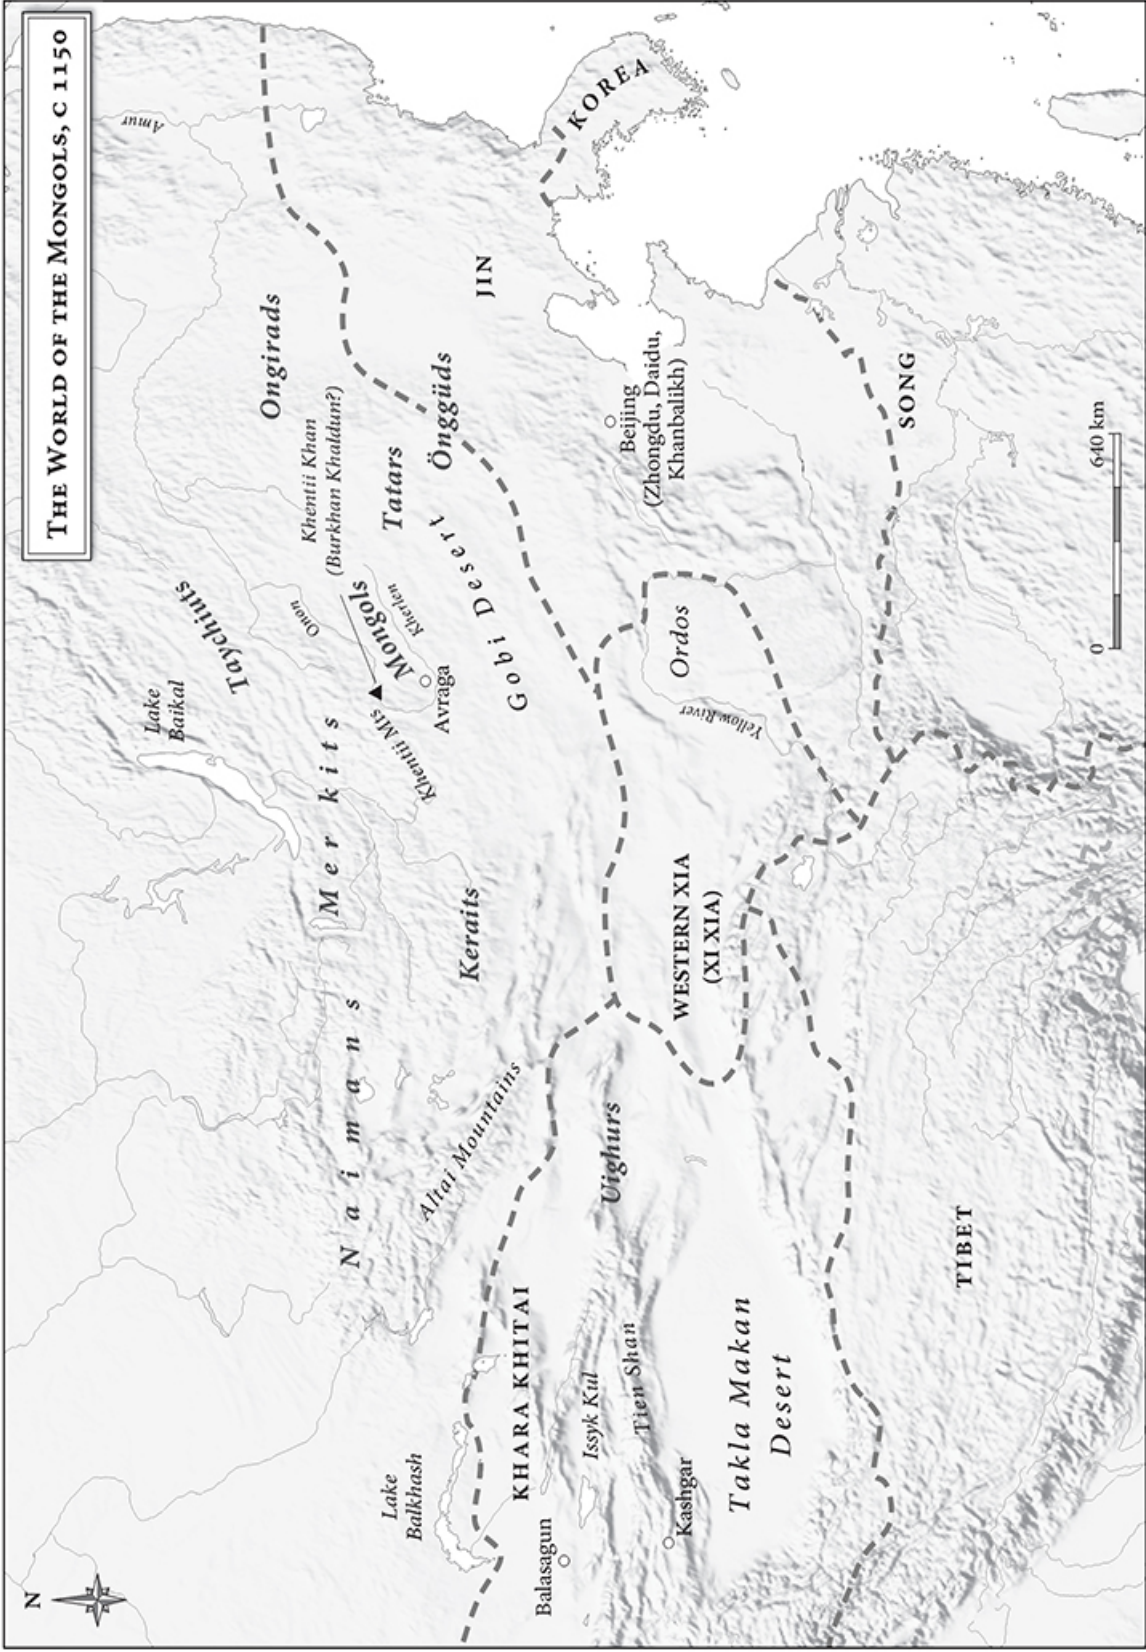 THE WORLD OF THE MONGOLS, C 1150
N
Lake
Baikal
Taychiuts
Amur
Ongirads
Onon
Khentii Khan
(Burkhan Khaldun?)
Merkits
Naimans
Mongols
Kherlen
Khentii Mts
Avraga
Tatars
Önggüds
Gobi Desert
JIN
KOREA
Keraits
Altai Mountains
Lake
Balkhash
KHARA KHITAI
Balasagun
Issyk Kul
Tien Shan
Kashgar
Uighurs
Takla Makan
Desert
WESTERN XIA
(XI XIA)
Ordos
Yellow River
Beijing
(Zhongdu, Daidu,
Khanbalikh)
SONG
TIBET
0
640 km